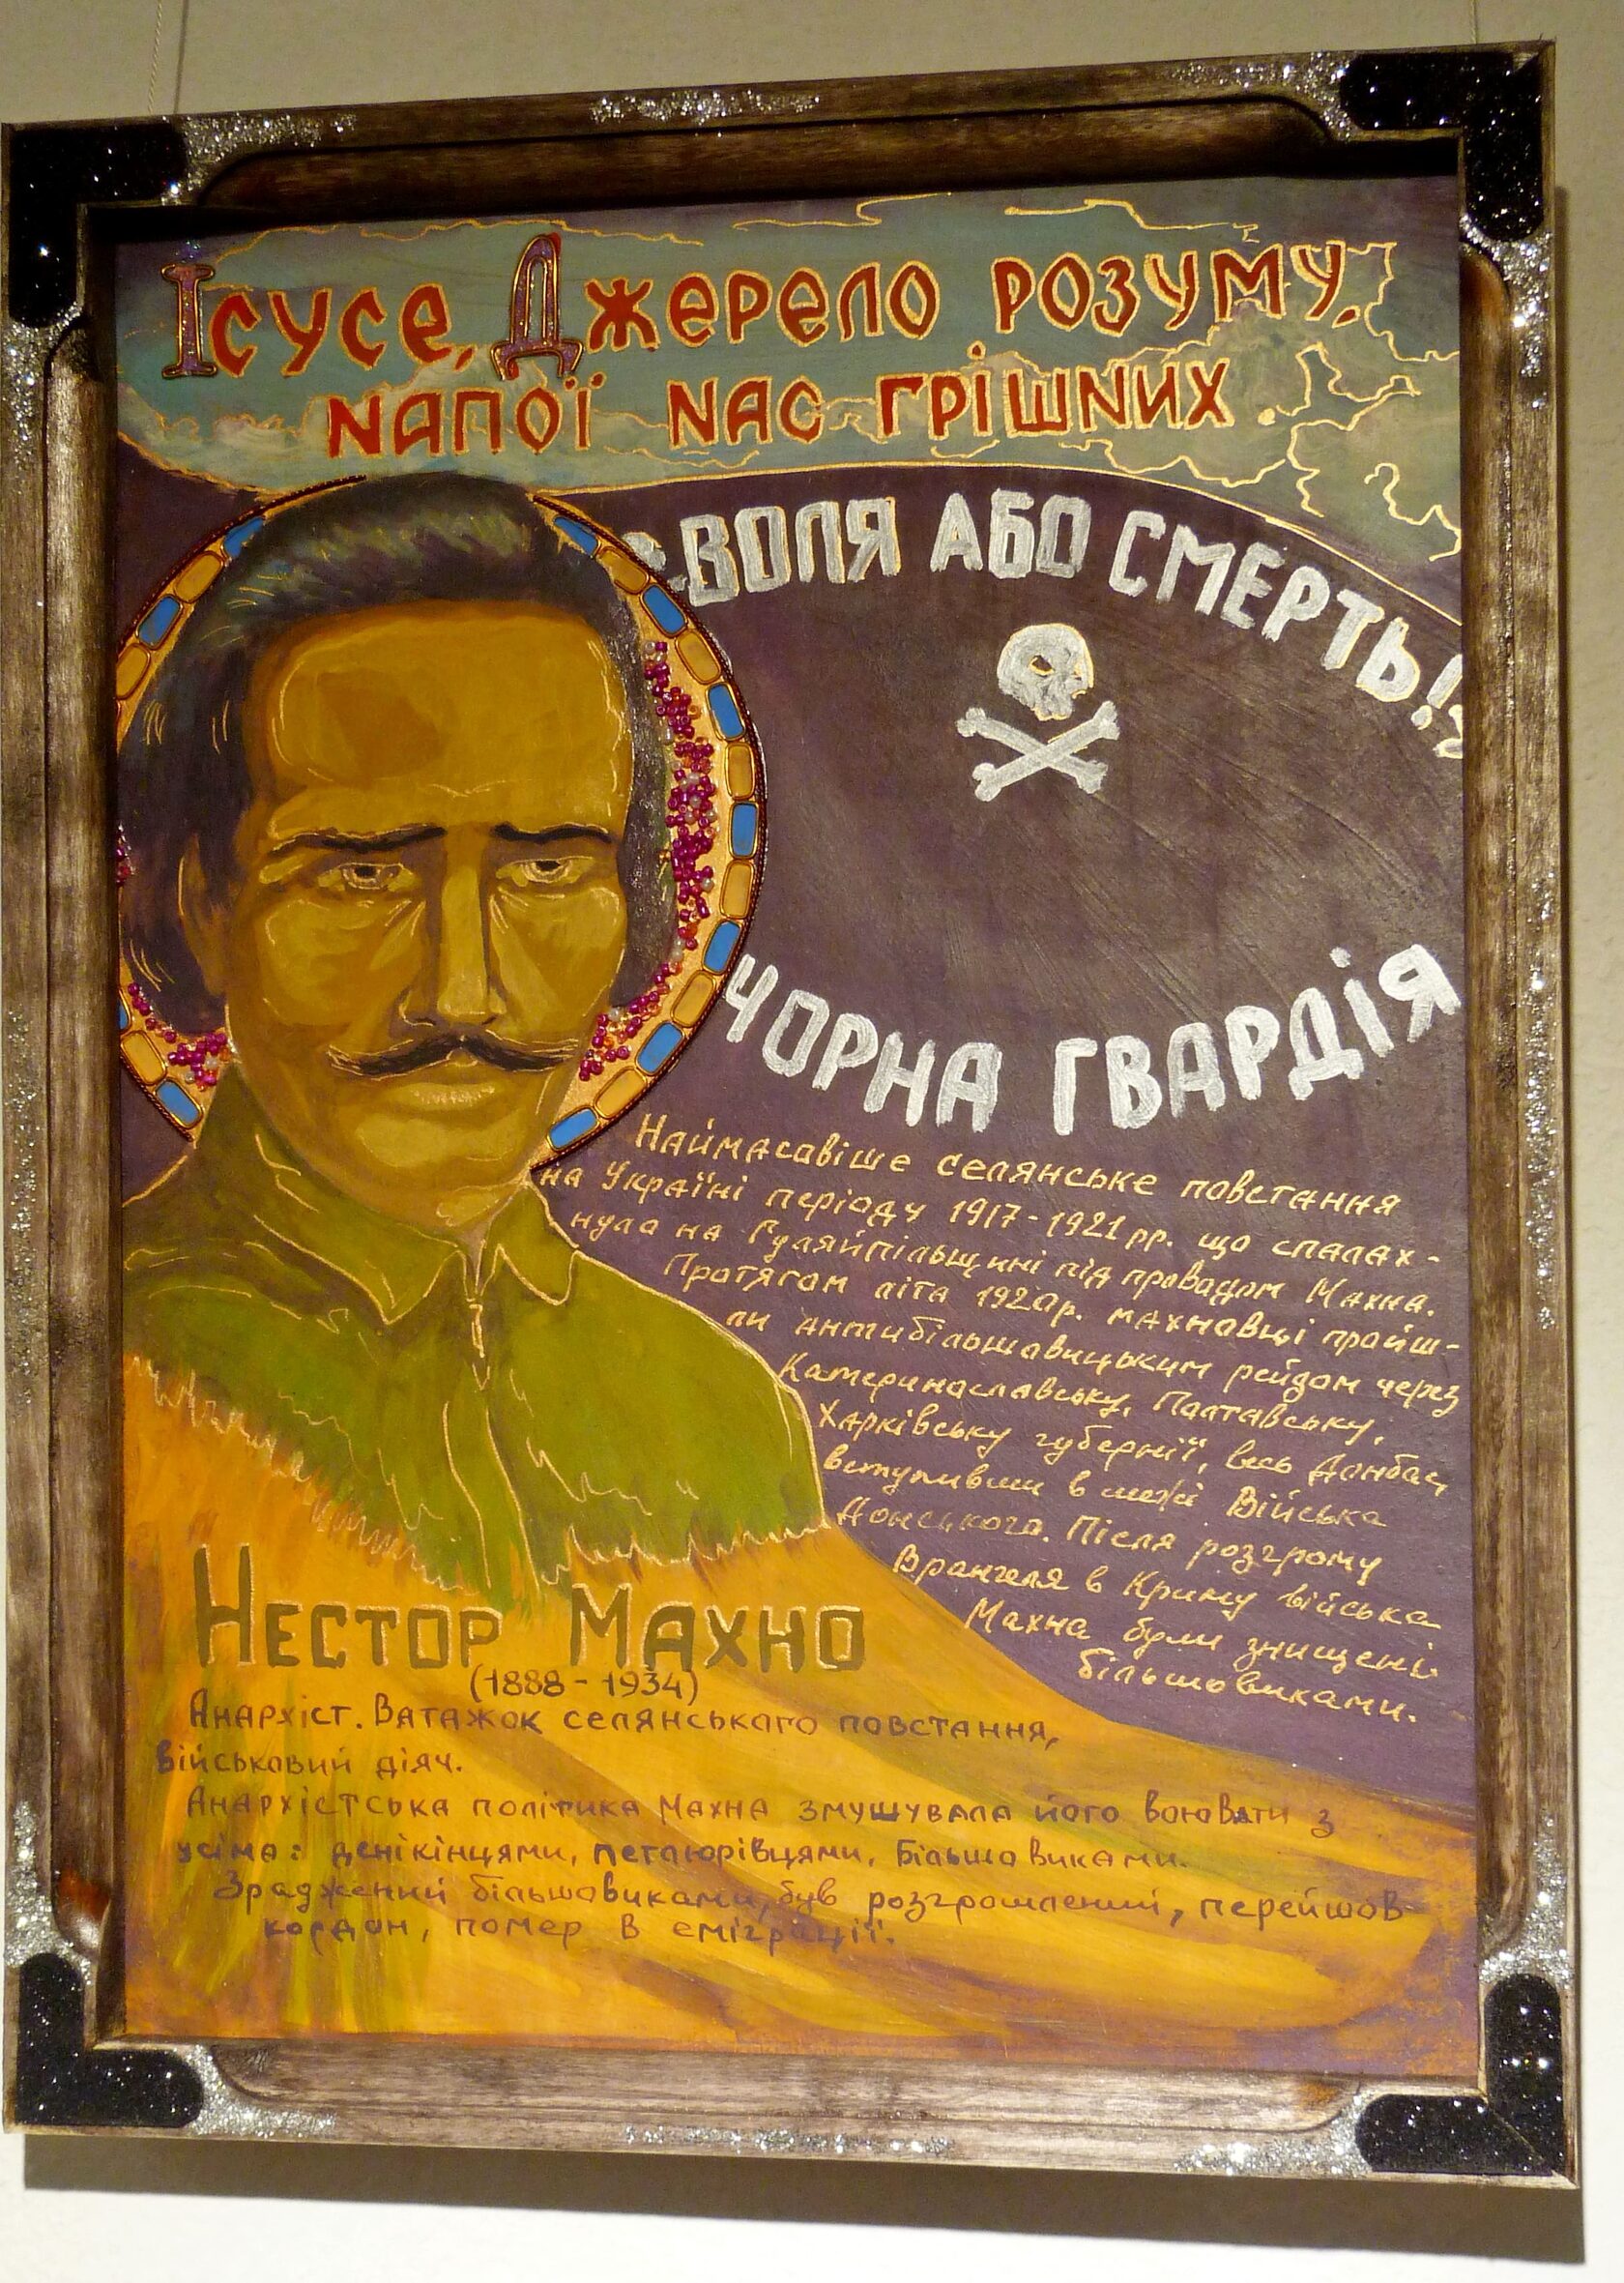 Ісусе, Джерело розуму,
напої нас грішних.
«ВОЛЯ АБО СМЕРТЬ!»
ЧОРНА ГВАРДІЯ
Наймасовіше селянське повстання
на Україні періоду 1917-1921 рр. що спалах-
нуло на Гуляйпільщині під проводом Махна.
Протягом літа 1920р. махновці пройш-
ли антибільшовицьким рейдом через
Катеринославську, Полтавську,
Харківську губернії, весь Донбас,
вступивши в межі Війська
Донського. Після розгрому
Врангеля в Криму війська
Махна були знищені
більшовиками.
Нестор Махно
(1888 - 1934)
Анархіст. Ватажок селянського повстання,
військовий діяч.
Анархістська політика Махна змушувала його воювати з
усіма: денікінцями, петлюрівцями, більшовиками.
Зраджений більшовиками, був розгромлений, перейшов
кордон, помер в еміграції.